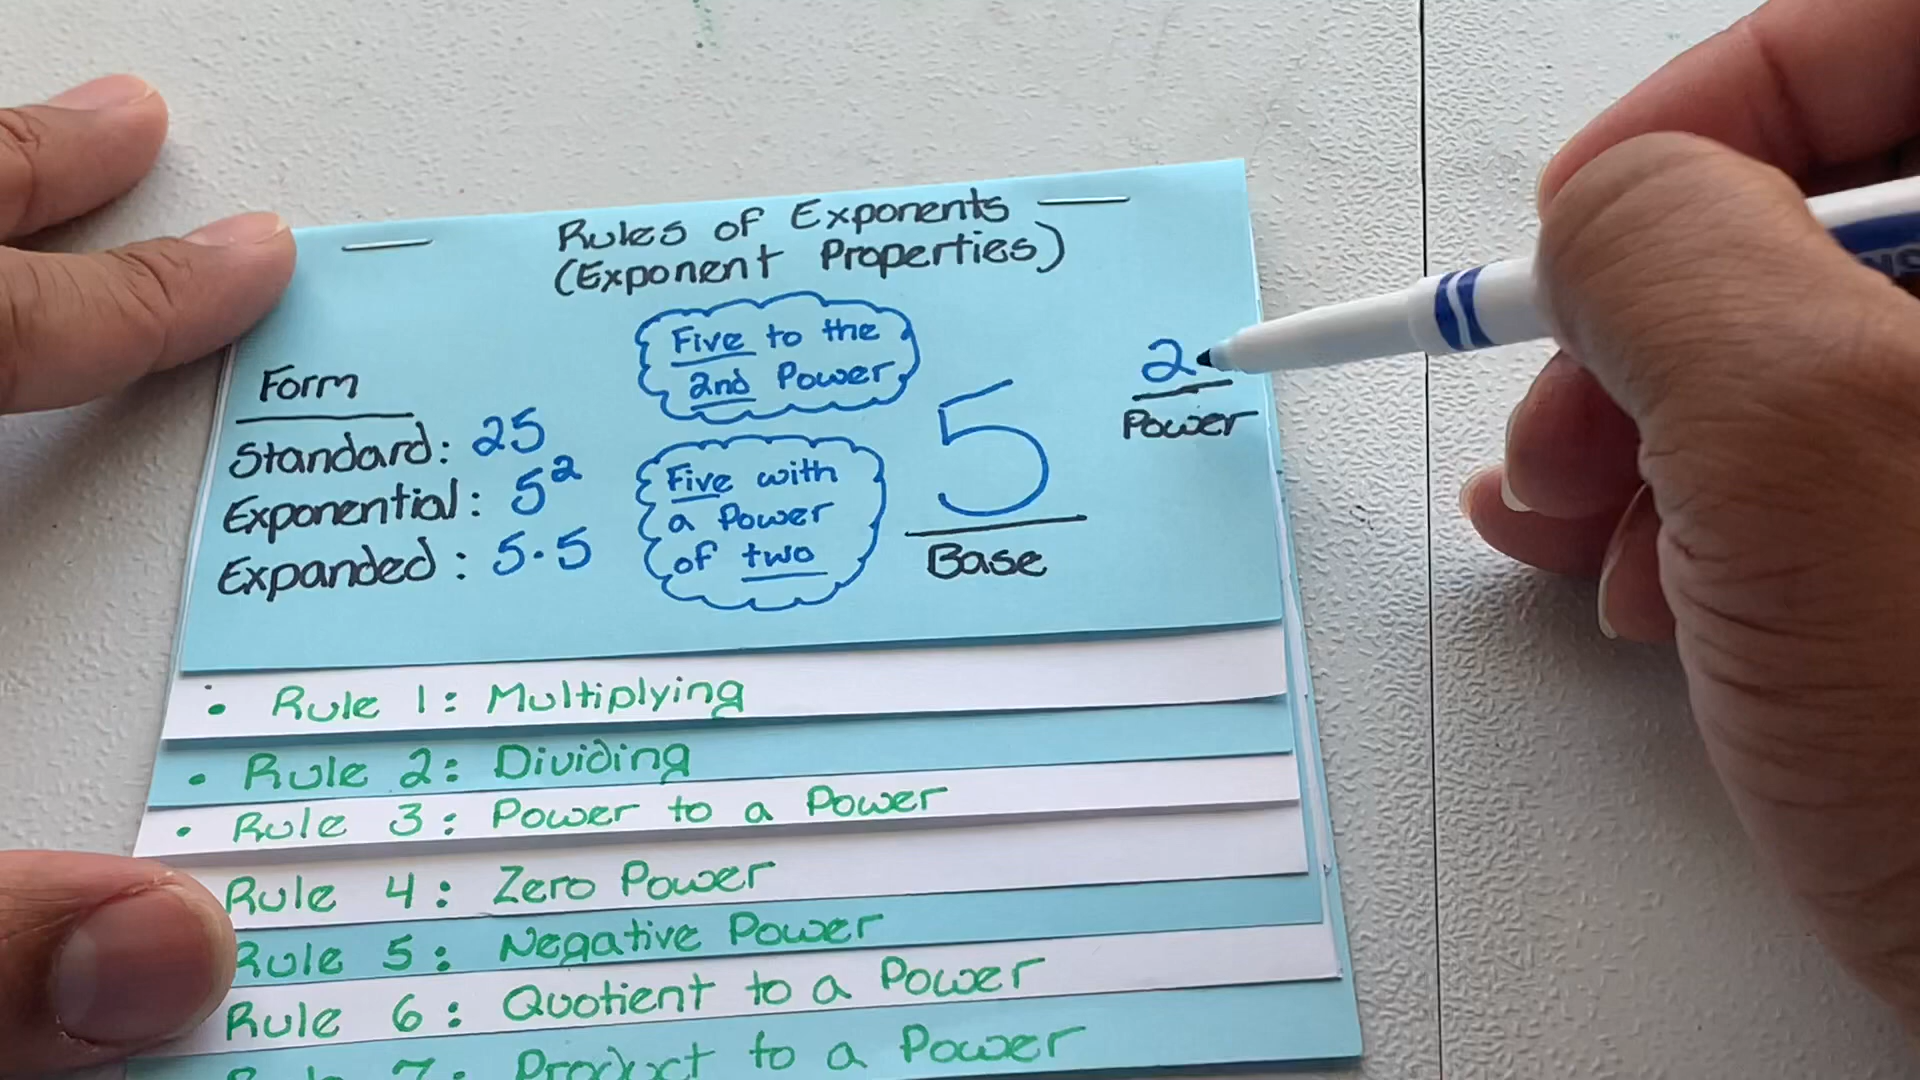 Rules of Exponents
(Exponent Properties)
Form
Standard: 25
Exponential: 5²
Expanded: 5·5
Five to the
2nd Power
Five with
a Power
of two
5
Base
2
Power
• Rule 1: Multiplying
• Rule 2: Dividing
• Rule 3: Power to a Power
Rule 4: Zero Power
Rule 5: Negative Power
Rule 6: Quotient to a Power
Rule 7: Product to a Power